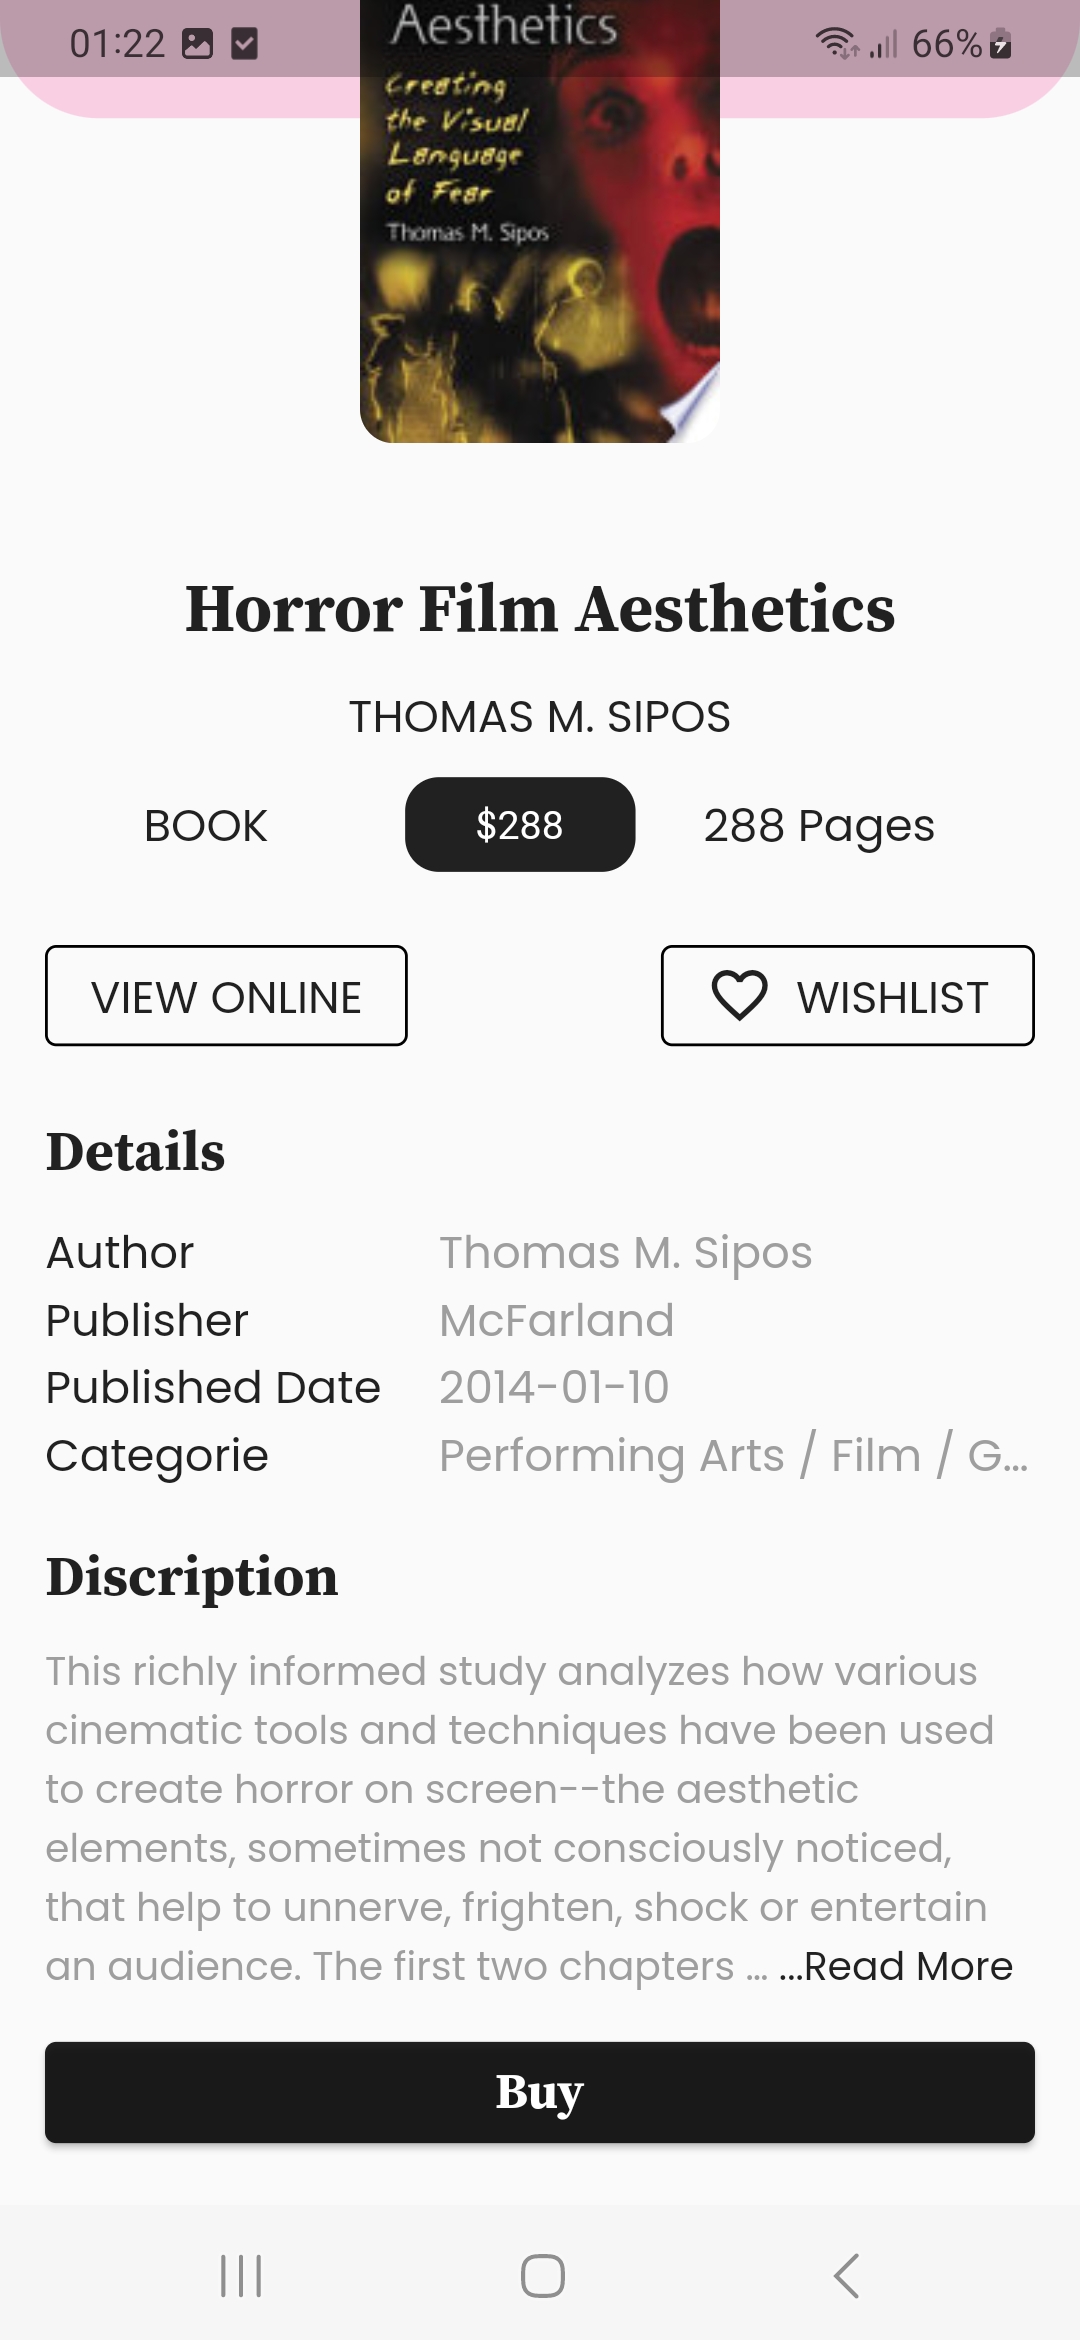 01:22 66%
Aesthetics
Creating
the Visual
Language
of Fear
Thomas M. Sipos
Horror Film Aesthetics
THOMAS M. SIPOS
BOOK $288 288 Pages
VIEW ONLINE WISHLIST
Details
Author Thomas M. Sipos
Publisher McFarland
Published Date 2014-01-10
Categorie Performing Arts / Film / G...
Discription
This richly informed study analyzes how various
cinematic tools and techniques have been used
to create horror on screen--the aesthetic
elements, sometimes not consciously noticed,
that help to unnerve, frighten, shock or entertain
an audience. The first two chapters ... ...Read More
Buy